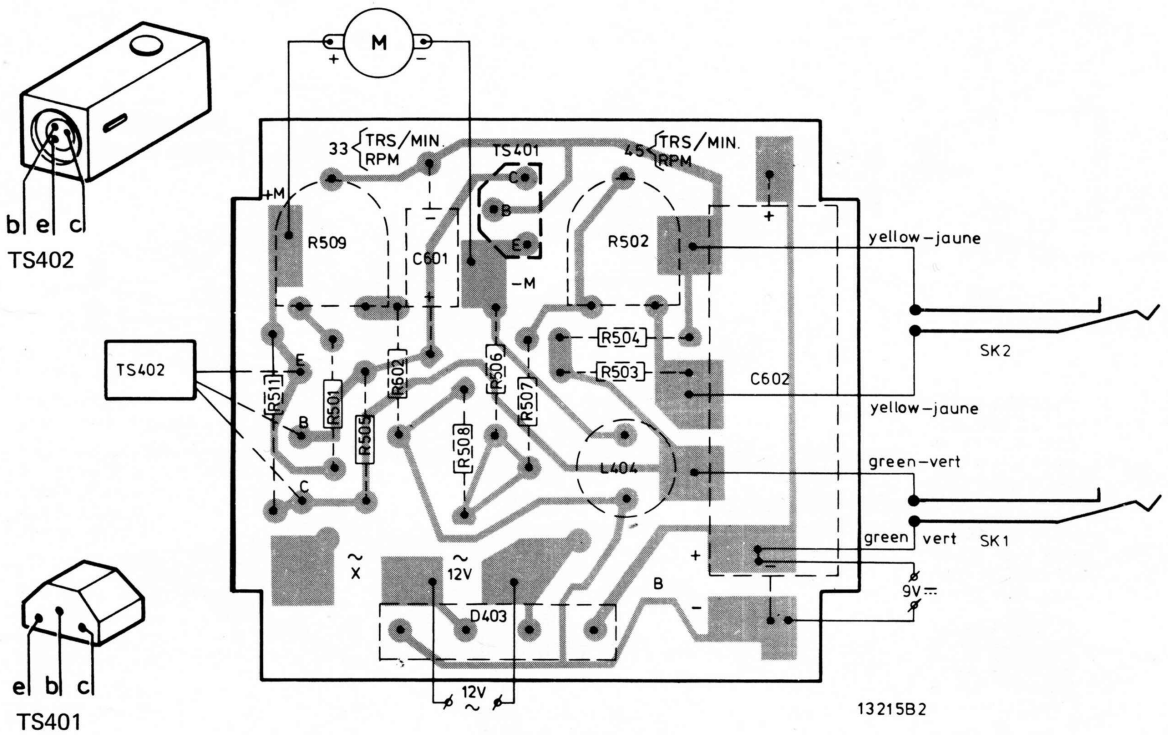 M
+ -
33 { TRS/MIN.
RPM
TS401
45 { TRS/MIN.
RPM
C
B
E
+M
R509
-
C601
+
-M
R502
+
yellow-jaune
b e c
TS402
TS402
E
B
C
R511
R501
R505
R602
R508
R506
R507
R504
R503
C602
SK2
yellow-jaune
L404
green-vert
green vert
SK1
+
-
9V⎓
~
X
~
12V
B
-
D403
12V
~
e b c
TS401
13215B2